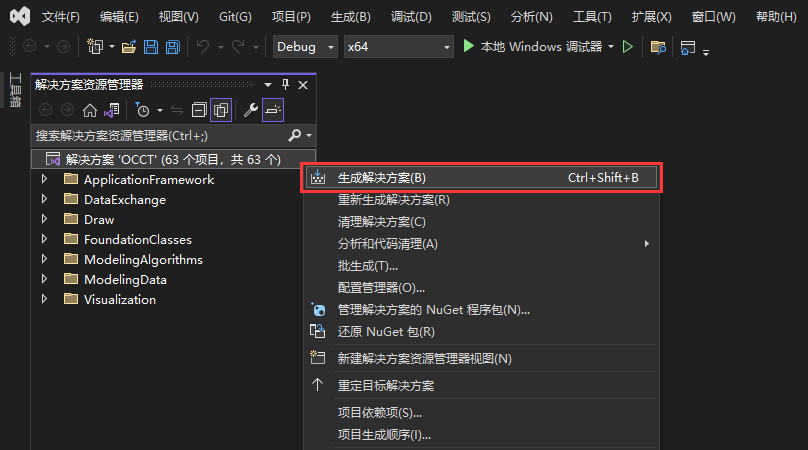 文件(F) 编辑(E) 视图(V) Git(G) 项目(P) 生成(B) 调试(D) 测试(S) 分析(N) 工具(T) 扩展(X) 窗口(W) 帮助(H)
Debug x64 本地 Windows 调试器
工具箱
解决方案资源管理器
搜索解决方案资源管理器(Ctrl+;)
解决方案 'OCCT' (63 个项目，共 63 个)
ApplicationFramework
DataExchange
Draw
FoundationClasses
ModelingAlgorithms
ModelingData
Visualization
生成解决方案(B) Ctrl+Shift+B
重新生成解决方案(R)
清理解决方案(C)
分析和代码清理(A)
批生成(T)...
配置管理器(O)...
管理解决方案的 NuGet 程序包(N)...
还原 NuGet 包(R)
新建解决方案资源管理器视图(N)
重定目标解决方案
项目依赖项(S)...
项目生成顺序(I)...